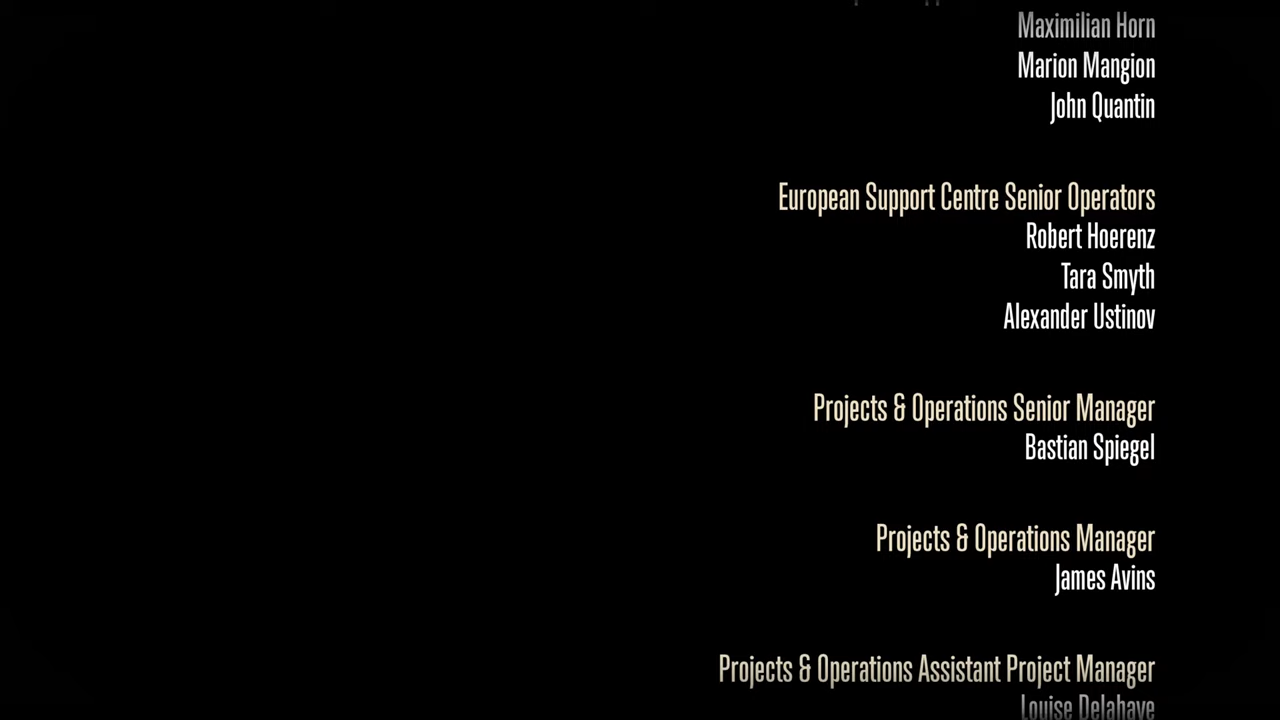 Maximilian Horn
Marion Mangion
John Quantin
European Support Centre Senior Operators
Robert Hoerenz
Tara Smyth
Alexander Ustinov
Projects & Operations Senior Manager
Bastian Spiegel
Projects & Operations Manager
James Avins
Projects & Operations Assistant Project Manager
Louise Delahaye